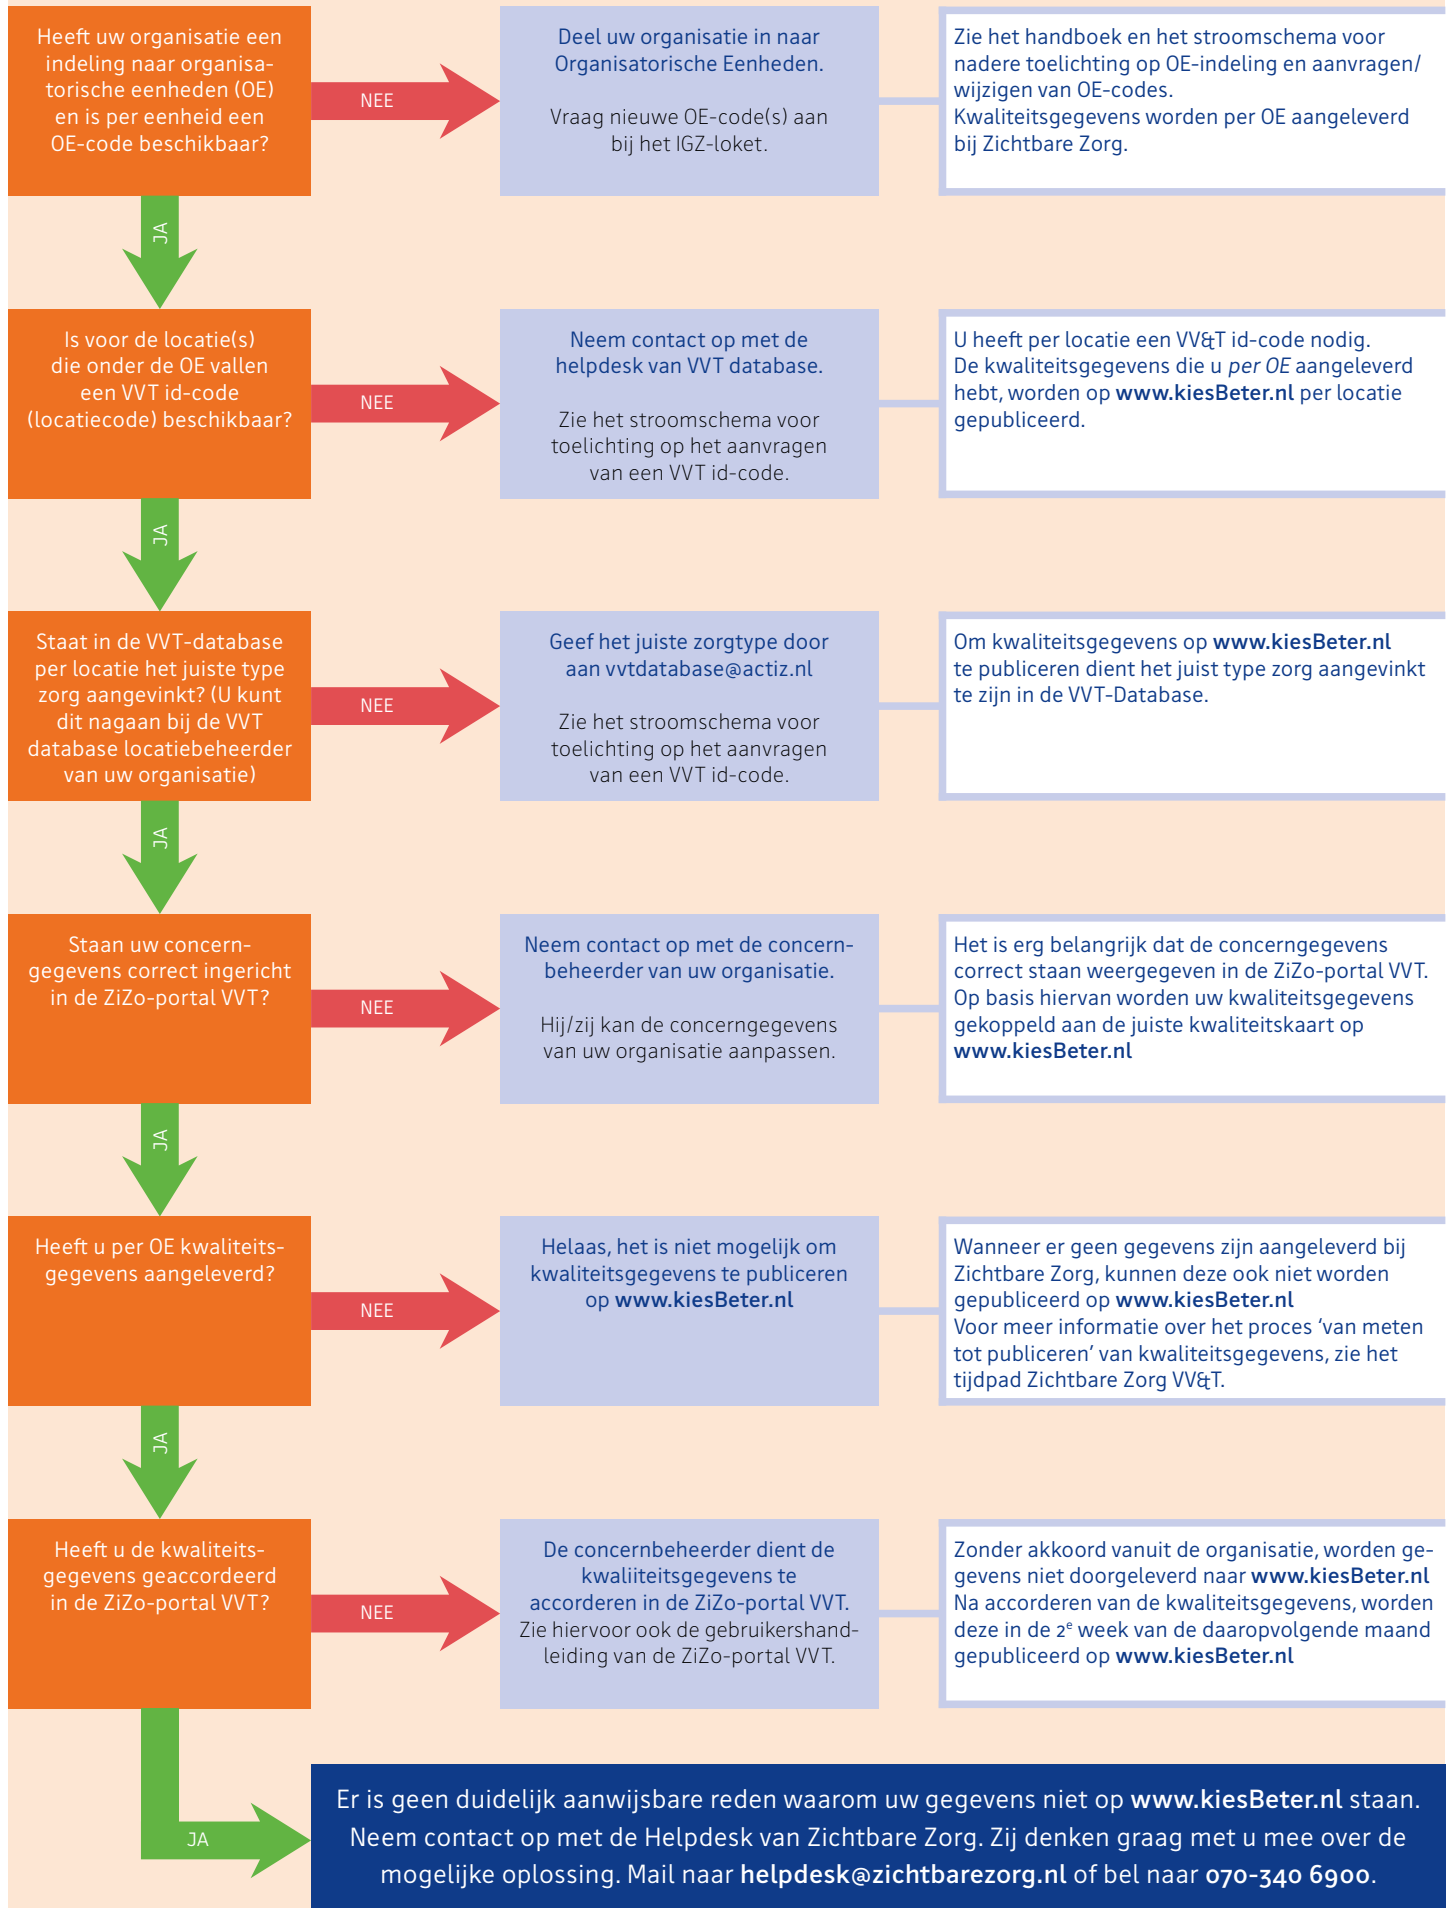 Heeft uw organisatie een
indeling naar organisa-
torische eenheden (OE)
en is per eenheid een
OE-code beschikbaar?
NEE
Deel uw organisatie in naar
Organisatorische Eenheden.
Vraag nieuwe OE-code(s) aan
bij het IGZ-loket.
Zie het handboek en het stroomschema voor
nadere toelichting op OE-indeling en aanvragen/
wijzigen van OE-codes.
Kwaliteitsgegevens worden per OE aangeleverd
bij Zichtbare Zorg.
JA
Is voor de locatie(s)
die onder de OE vallen
een VVT id-code
(locatiecode) beschikbaar?
NEE
Neem contact op met de
helpdesk van VVT database.
Zie het stroomschema voor
toelichting op het aanvragen
van een VVT id-code.
U heeft per locatie een VV&T id-code nodig.
De kwaliteitsgegevens die u per OE aangeleverd
hebt, worden op www.kiesBeter.nl per locatie
gepubliceerd.
JA
Staat in de VVT-database
per locatie het juiste type
zorg aangevinkt? (U kunt
dit nagaan bij de VVT
database locatiebeheerder
van uw organisatie)
NEE
Geef het juiste zorgtype door
aan vvtdatabase@actiz.nl
Zie het stroomschema voor
toelichting op het aanvragen
van een VVT id-code.
Om kwaliteitsgegevens op www.kiesBeter.nl
te publiceren dient het juist type zorg aangevinkt
te zijn in de VVT-Database.
JA
Staan uw concern-
gegevens correct ingericht
in de ZiZo-portal VVT?
NEE
Neem contact op met de concern-
beheerder van uw organisatie.
Hij/zij kan de concerngegevens
van uw organisatie aanpassen.
Het is erg belangrijk dat de concerngegevens
correct staan weergegeven in de ZiZo-portal VVT.
Op basis hiervan worden uw kwaliteitsgegevens
gekoppeld aan de juiste kwaliteitskaart op
www.kiesBeter.nl
JA
Heeft u per OE kwaliteits-
gegevens aangeleverd?
NEE
Helaas, het is niet mogelijk om
kwaliteitsgegevens te publiceren
op www.kiesBeter.nl
Wanneer er geen gegevens zijn aangeleverd bij
Zichtbare Zorg, kunnen deze ook niet worden
gepubliceerd op www.kiesBeter.nl
Voor meer informatie over het proces ‘van meten
tot publiceren’ van kwaliteitsgegevens, zie het
tijdpad Zichtbare Zorg VV&T.
JA
Heeft u de kwaliteits-
gegevens geaccordeerd
in de ZiZo-portal VVT?
NEE
De concernbeheerder dient de
kwaliiteitsgegevens te
accorderen in de ZiZo-portal VVT.
Zie hiervoor ook de gebruikershand-
leiding van de ZiZo-portal VVT.
Zonder akkoord vanuit de organisatie, worden ge-
gevens niet doorgeleverd naar www.kiesBeter.nl
Na accorderen van de kwaliteitsgegevens, worden
deze in de 2e week van de daaropvolgende maand
gepubliceerd op www.kiesBeter.nl
JA
Er is geen duidelijk aanwijsbare reden waarom uw gegevens niet op www.kiesBeter.nl staan.
Neem contact op met de Helpdesk van Zichtbare Zorg. Zij denken graag met u mee over de
mogelijke oplossing. Mail naar helpdesk@zichtbarezorg.nl of bel naar 070-340 6900.